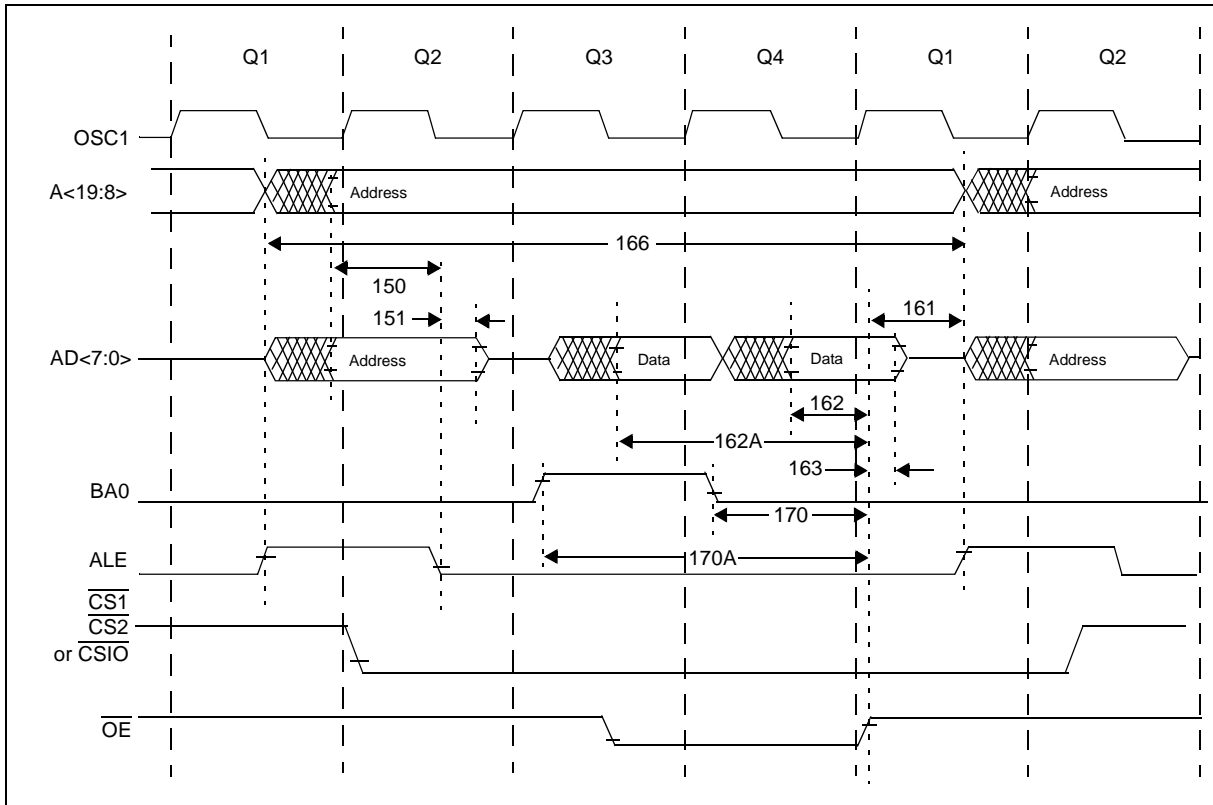 Q1 Q2 Q3 Q4 Q1 Q2
OSC1
A<19:8> Address Address
166
150
151 161
AD<7:0> Address Data Data Address
162
162A
163
BA0
170
ALE 170A
CS1
CS2
or CSIO
OE